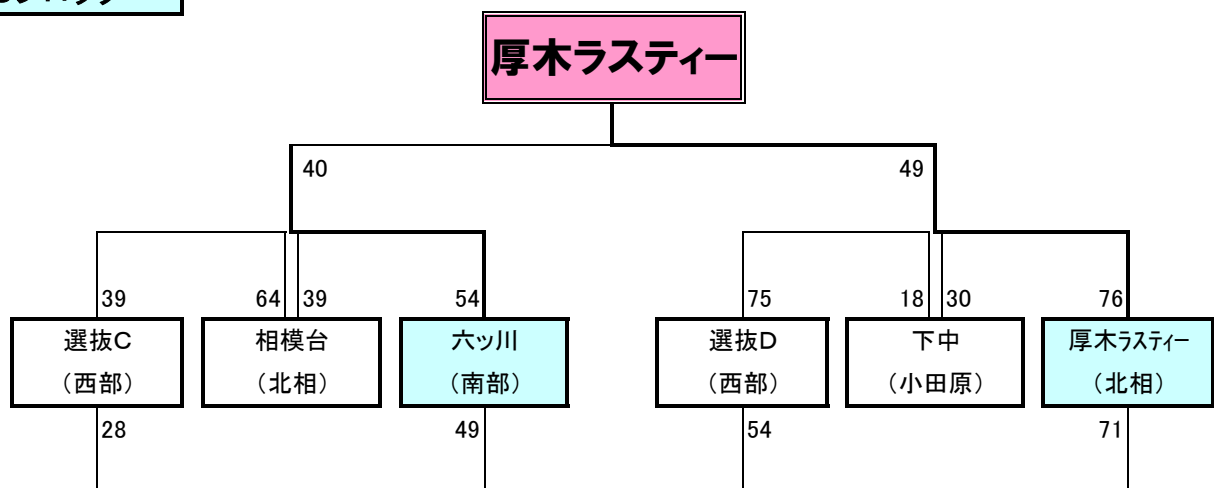 厚木ラスティー
40
49
39
64
39
54
75
18
30
76
選抜C
（西部）
相模台
（北相）
六ッ川
（南部）
選抜D
（西部）
下中
（小田原）
厚木ラスティー
（北相）
28
49
54
71